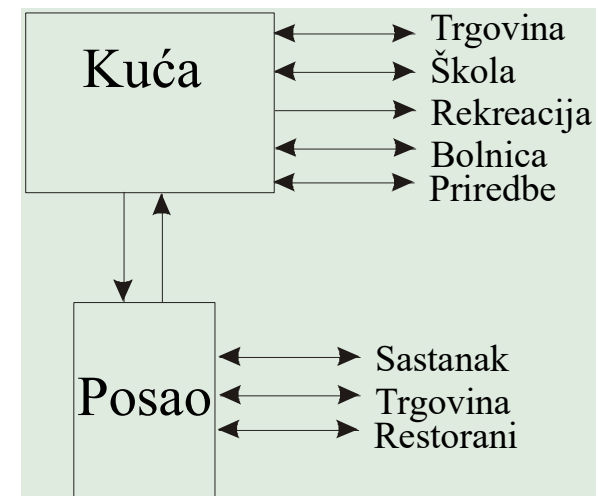 Kuća
Trgovina
Škola
Rekreacija
Bolnica
Priredbe
Posao
Sastanak
Trgovina
Restorani